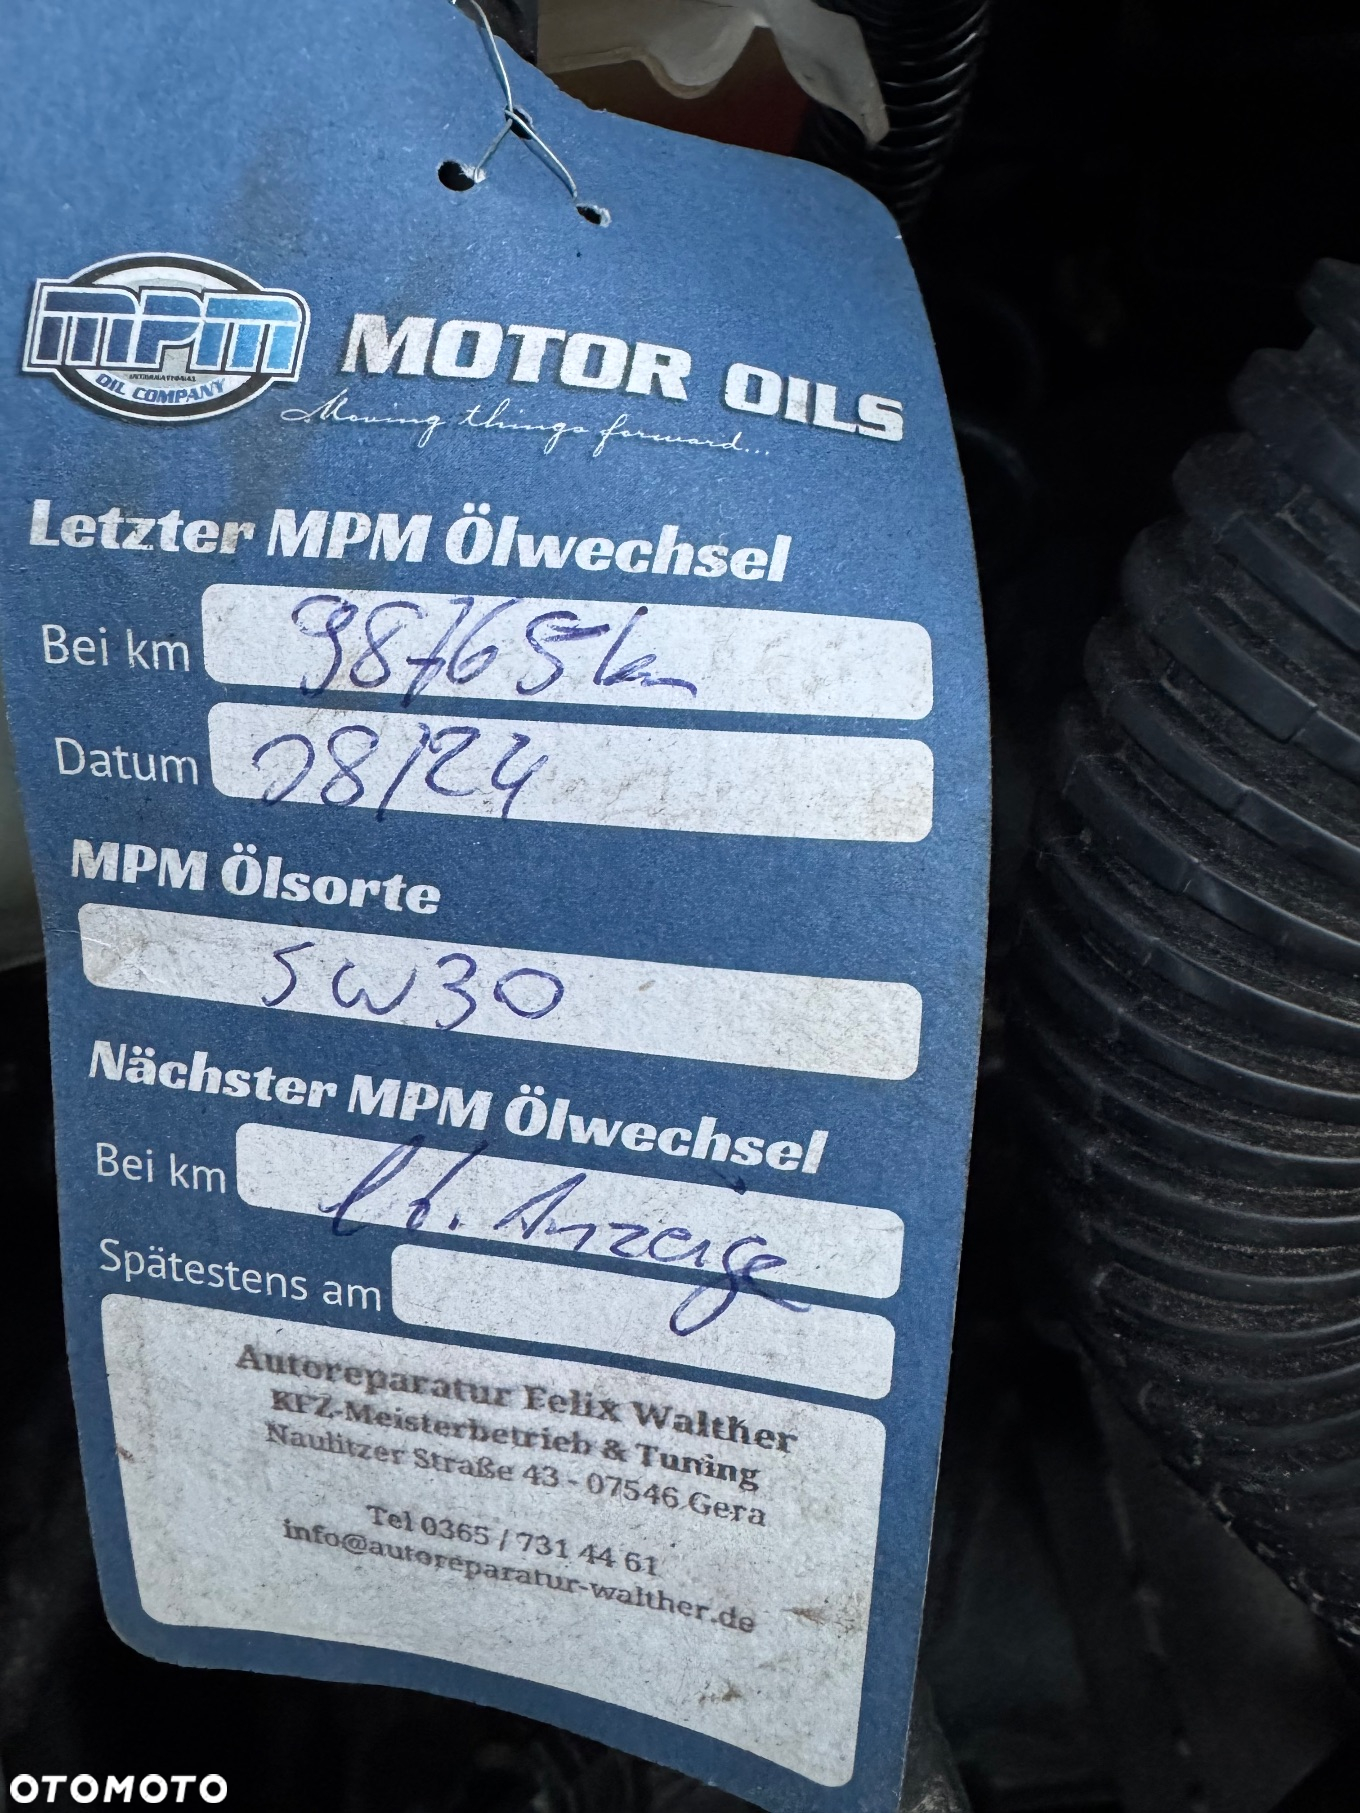 MPM
INTERNATIONAL
OIL COMPANY
MOTOR OILS
Moving things forward...
Letzter MPM Ölwechsel
Bei km 98765km
Datum 08/24
MPM Ölsorte
5W30
Nächster MPM Ölwechsel
Bei km lt. Anzeige
Spätestens am
Autoreparatur Felix Walther
KFZ-Meisterbetrieb & Tuning
Naulitzer Straße 43 - 07546 Gera
Tel 0365 / 731 44 61
info@autoreparatur-walther.de
OTOMOTO